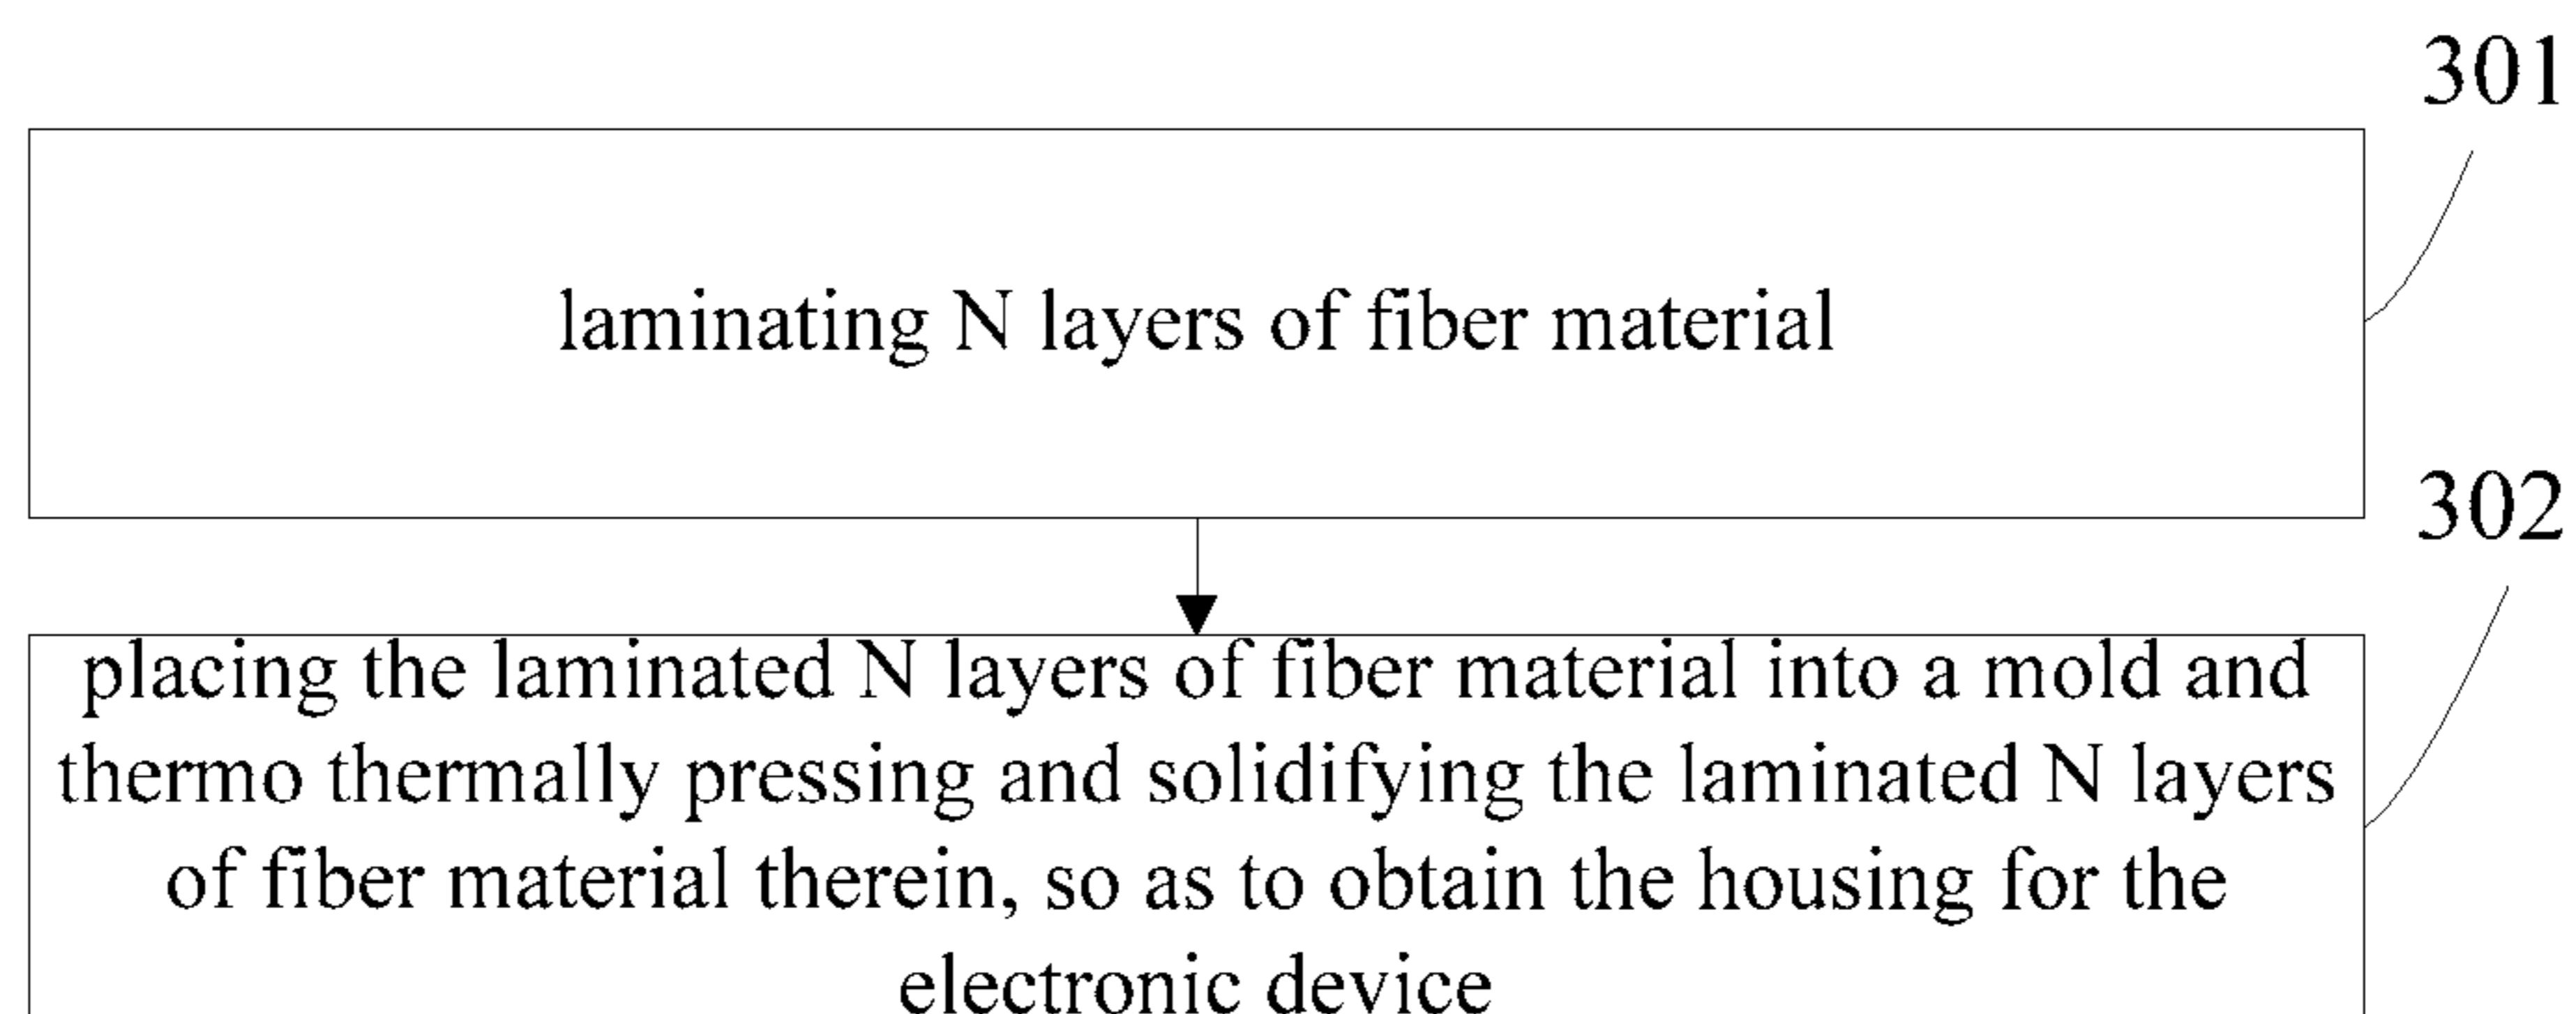 301
laminating N layers of fiber material
302
placing the laminated N layers of fiber material into a mold and
thermo thermally pressing and solidifying the laminated N layers
of fiber material therein, so as to obtain the housing for the
electronic device